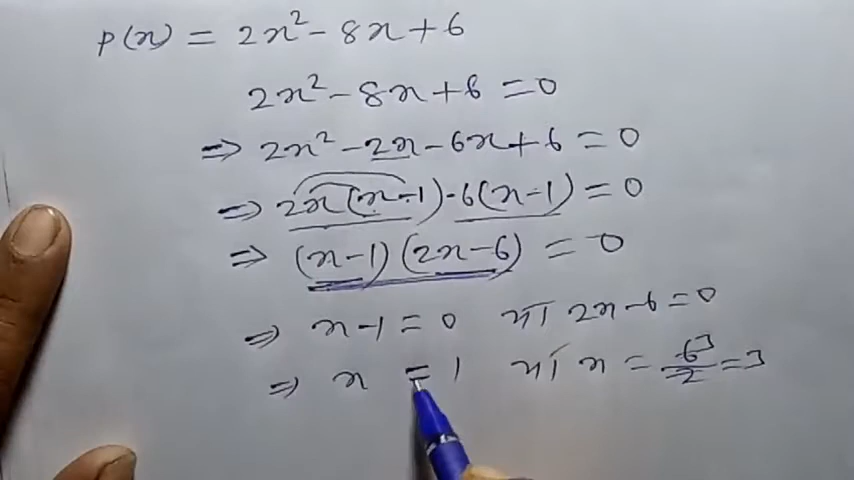 p(x) = 2x² - 8x + 6
2x² - 8x + 6 = 0
⇒ 2x² - 2x - 6x + 6 = 0
⇒ 2x(x - 1) - 6(x - 1) = 0
⇒ (x - 1) (2x - 6) = 0
⇒ x - 1 = 0 या 2x - 6 = 0
⇒ x = 1 या x = 6/2 3 = 3